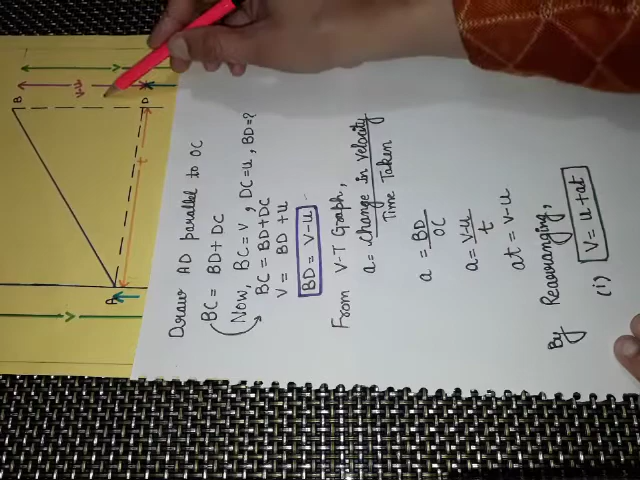 B
v-u
v
D
t
A
v
Draw AD parallel to OC
BC = BD + DC
Now, BC = v, DC = u, BD = ?
BC = BD + DC
v = BD + u
BD = v - u
From V-T Graph,
a = Change in Velocity
Time Taken
a = BD
OC
a = v-u
t
at = v-u
By Rearranging,
(i) v = u + at